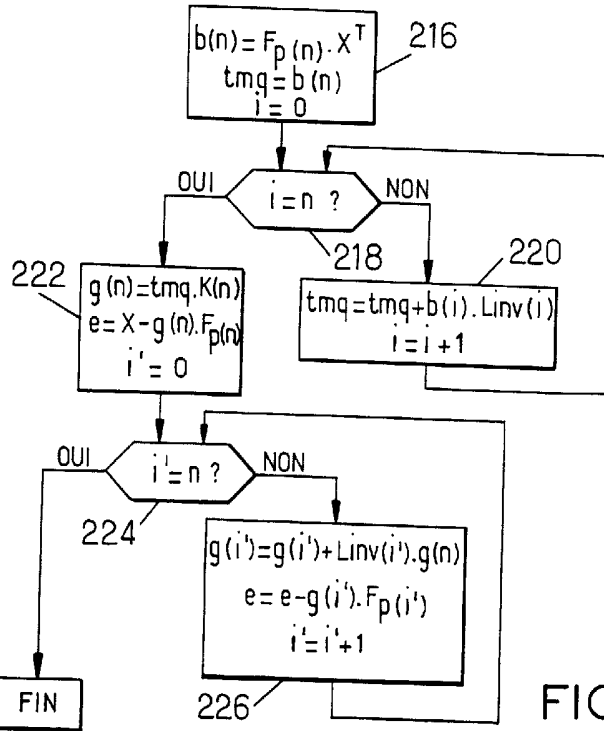 b(n)=Fp(n).X^T
tmq=b(n)
i=0
216
i=n ?
OUI
NON
218
220
222
g(n)=tmq.K(n)
e=X-g(n).Fp(n)
i'=0
tmq=tmq+b(i).Linv(i)
i=i+1
OUI
i'=n ?
NON
224
g(i')=g(i')+Linv(i').g(n)
e=e-g(i').Fp(i')
i'=i'+1
226
FIN
FIG